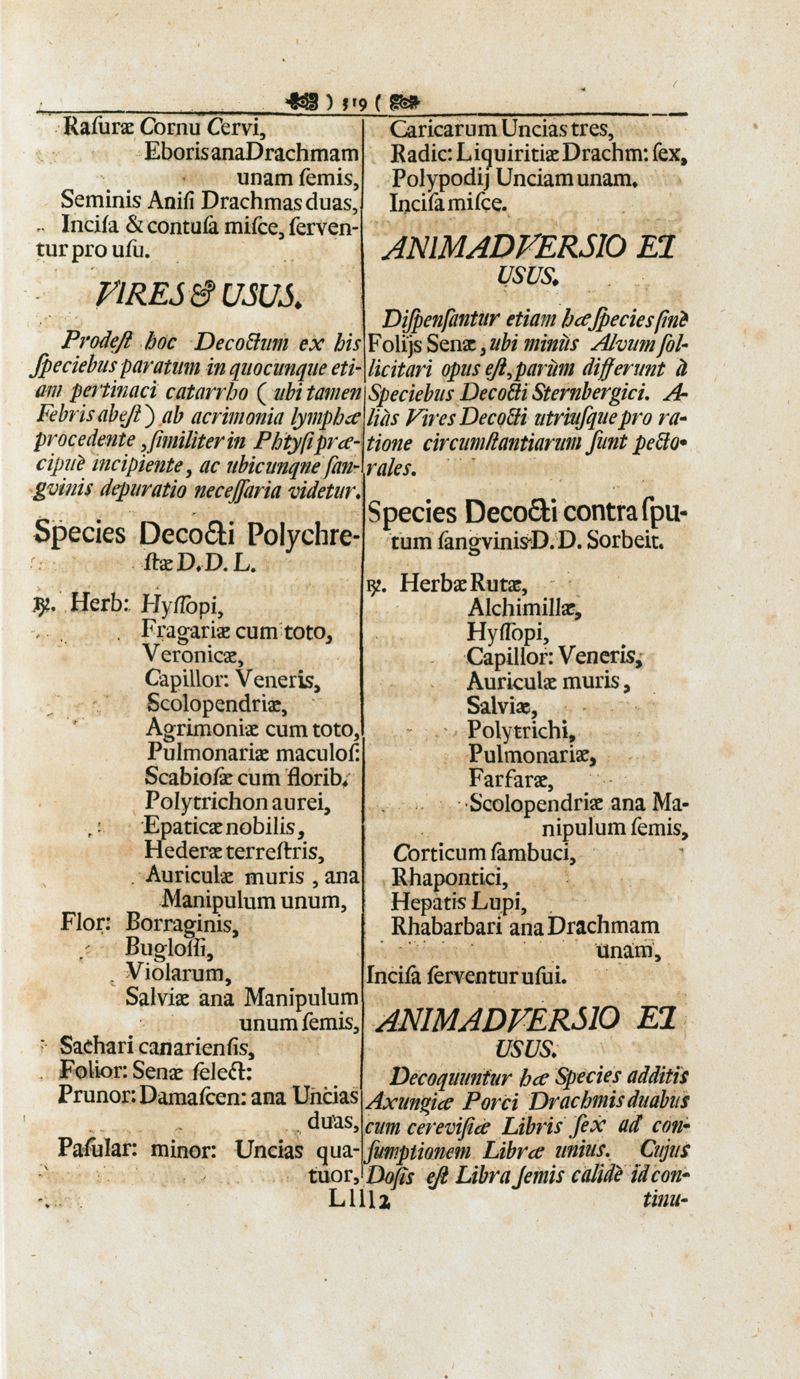 ) 519 (
Raſuræ Cornu Cervi,
Eboris ana Drachmam
unam ſemis,
Seminis Aniſi Drachmas duas,
Inciſa & contuſa miſce, ſerven-
tur pro uſu.
VIRES & USUS.
Prodeſt hoc Decoctum ex his
ſpeciebus paratum in quocunque eti-
am pertinaci catarrho ( ubi tamen
Febris abeſt ) ab acrimonia lymphæ
procedente , ſimiliter in Phtyſi præ-
cipuè incipiente, ac ubicunqne ſan-
gvinis depuratio neceſſaria videtur.
Species Decocti Polychre-
ſtæ D. D. L.
℞. Herb: Hyſſopi,
Fragariæ cum toto,
Veronicæ,
Capillor: Veneris,
Scolopendriæ,
Agrimoniæ cum toto,
Pulmonariæ maculoſ:
Scabioſæ cum florib.
Polytrichon aurei,
Epaticæ nobilis,
Hederæ terreſtris,
Auriculæ muris , ana
Manipulum unum,
Flor: Borraginis,
Bugloſſi,
Violarum,
Salviæ ana Manipulum
unum ſemis,
Sachari canarienſis,
Folior: Senæ ſelect:
Prunor: Damaſcen: ana Uncias
duas,
Paſular: minor: Uncias qua-
tuor,
Caricarum Uncias tres,
Radic: Liquiritiæ Drachm: ſex,
Polypodij Unciam unam.
Inciſa miſce.
ANIMADVERSIO ET
USUS.
Diſpenſantur etiam hæ ſpecies ſinè
Folijs Senæ, ubi minùs Alvum ſol-
licitari opus eſt, parùm differunt à
Speciebus Decocti Sternbergici. A-
liàs Vires Decocti utriuſque pro ra-
tione circumſtantiarum ſunt pecto-
rales.
Species Decocti contra ſpu-
tum ſangvinis D. D. Sorbeit.
℞. Herbæ Rutæ,
Alchimillæ,
Hyſſopi,
Capillor: Veneris,
Auriculæ muris,
Salviæ,
Polytrichi,
Pulmonariæ,
Farfaræ,
Scolopendriæ ana Ma-
nipulum ſemis,
Corticum ſambuci,
Rhapontici,
Hepatis Lupi,
Rhabarbari ana Drachmam
unam,
Inciſa ſerventur uſui.
ANIMADVERSIO ET
USUS.
Decoquuntur hæ Species additis
Axungiæ Porci Drachmis duabus
cum cereviſiæ Libris ſex ad con-
ſumptionem Libræ unius. Cujus
Doſis eſt Libra ſemis calidè id con-
Llll2
tinu-